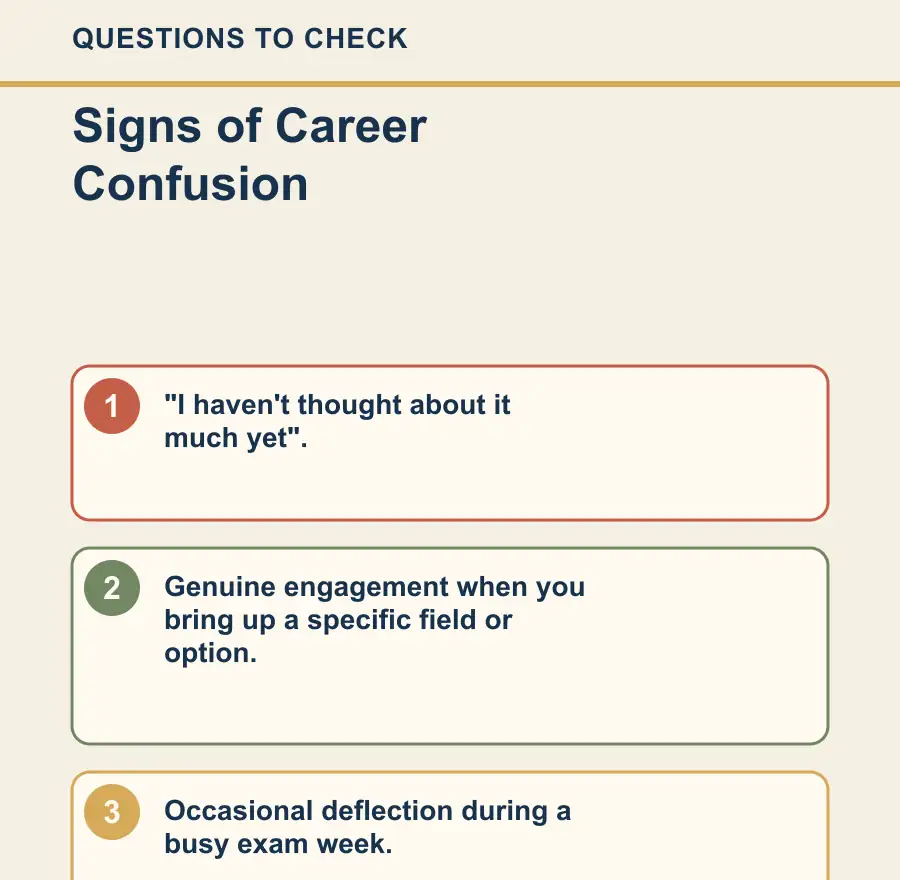 QUESTIONS TO CHECK
Signs of Career
Confusion
1
"I haven't thought about it
much yet".
2
Genuine engagement when you
bring up a specific field or
option.
3
Occasional deflection during a
busy exam week.